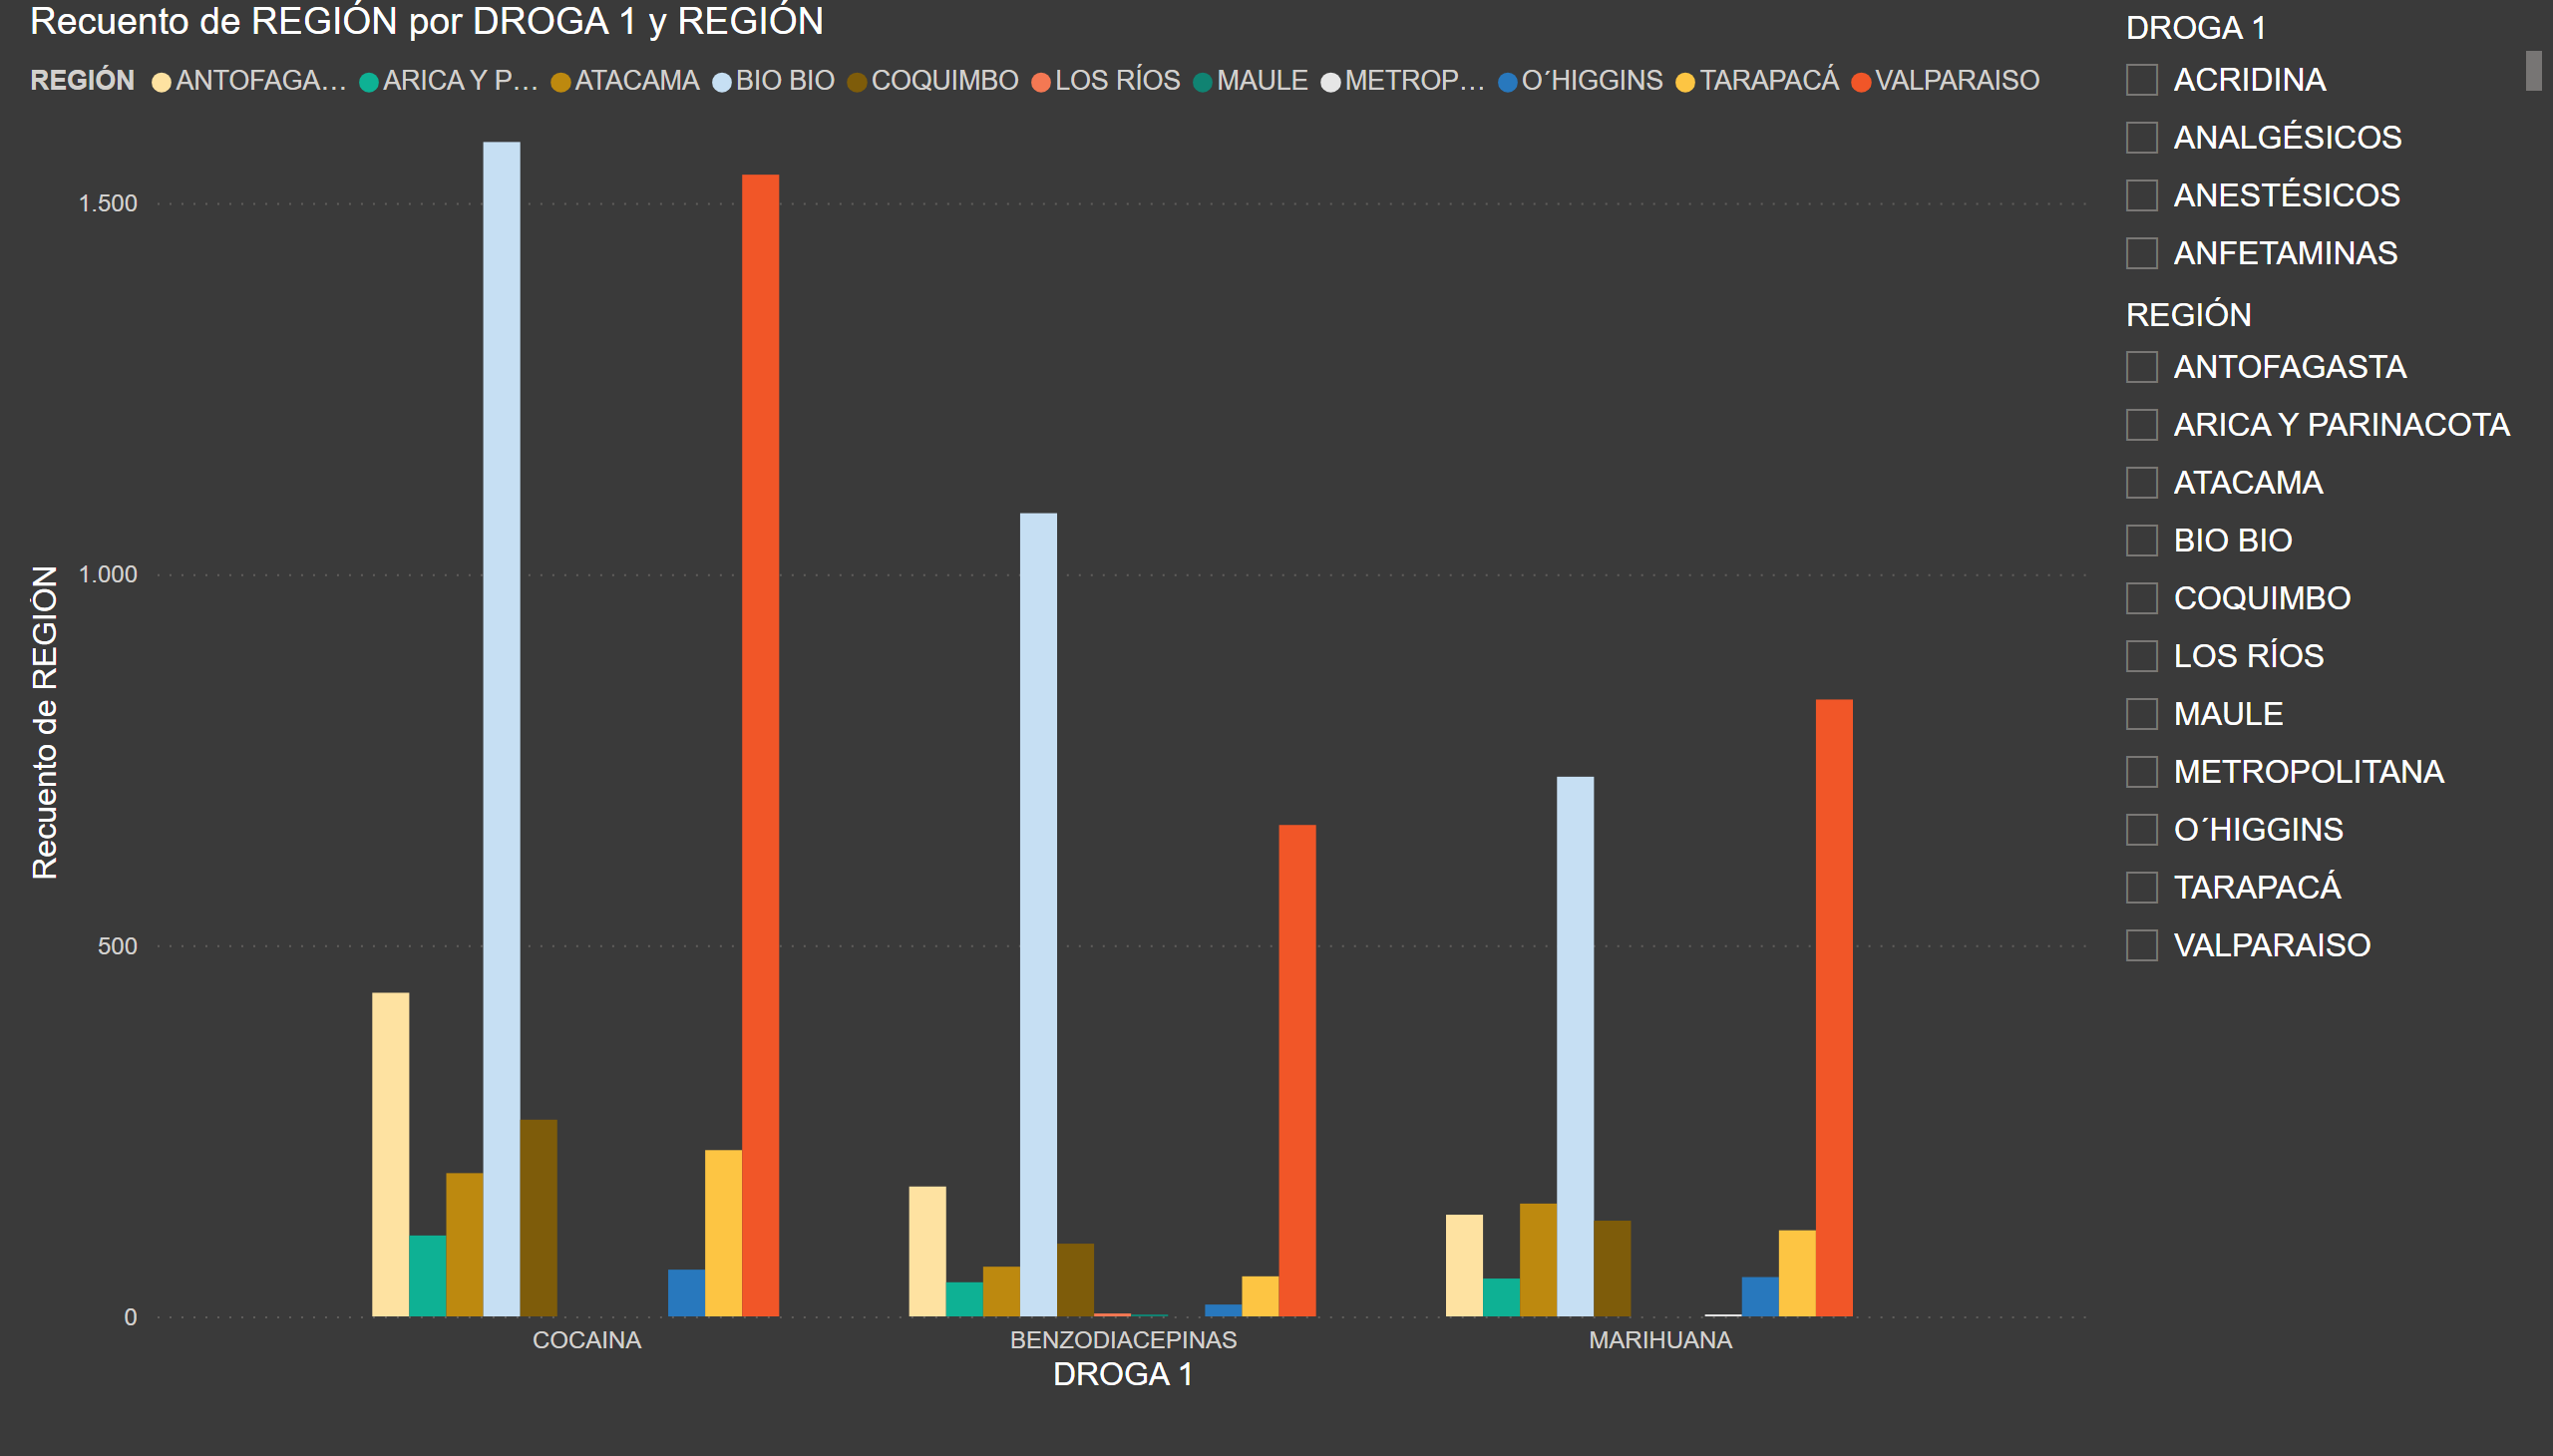 Recuento de REGIÓN por DROGA 1 y REGIÓN
REGIÓN ANTOFAGA... ARICA Y P... ATACAMA BIO BIO COQUIMBO LOS RÍOS MAULE METROP... O´HIGGINS TARAPACÁ VALPARAISO
1.500
1.000
500
0
Recuento de REGIÓN
COCAINA BENZODIACEPINAS MARIHUANA
DROGA 1
DROGA 1
ACRIDINA
ANALGÉSICOS
ANESTÉSICOS
ANFETAMINAS
REGIÓN
ANTOFAGASTA
ARICA Y PARINACOTA
ATACAMA
BIO BIO
COQUIMBO
LOS RÍOS
MAULE
METROPOLITANA
O´HIGGINS
TARAPACÁ
VALPARAISO